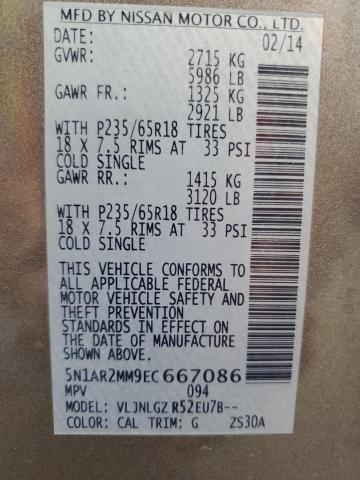 MFD BY NISSAN MOTOR CO., LTD.
DATE: 02/14
GVWR: 2715 KG
5986 LB
GAWR FR.: 1325 KG
2921 LB
WITH P235/65R18 TIRES
18 X 7.5 RIMS AT 33 PSI
COLD SINGLE
GAWR RR.: 1415 KG
3120 LB
WITH P235/65R18 TIRES
18 X 7.5 RIMS AT 33 PSI
COLD SINGLE
THIS VEHICLE CONFORMS TO
ALL APPLICABLE FEDERAL
MOTOR VEHICLE SAFETY AND
THEFT PREVENTION
STANDARDS IN EFFECT ON
THE DATE OF MANUFACTURE
SHOWN ABOVE.
5N1AR2MM9EC667086
MPV 094
MODEL: VLJNLGZ R52EU7B--
COLOR: CAL TRIM: G ZS30A